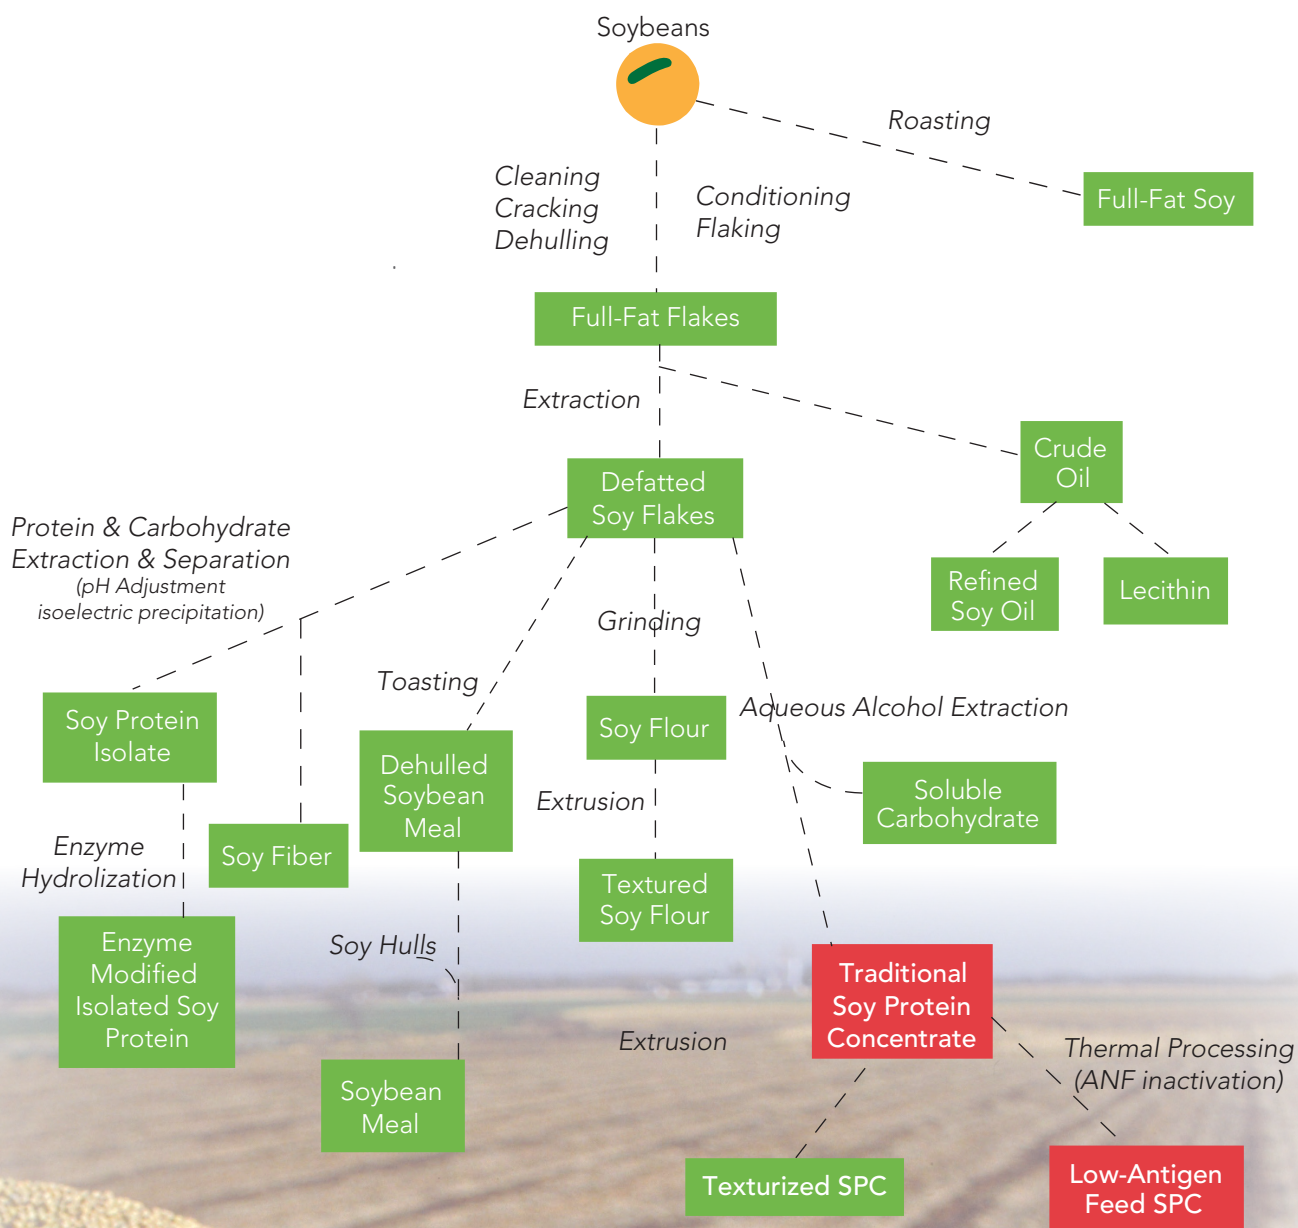 Soybeans
Roasting
Cleaning
Cracking
Dehulling
Conditioning
Flaking
Full-Fat Soy
Full-Fat Flakes
Extraction
Crude
Oil
Defatted
Soy Flakes
Protein & Carbohydrate
Extraction & Separation
(pH Adjustment
isoelectric precipitation)
Refined
Soy Oil
Lecithin
Grinding
Toasting
Aqueous Alcohol Extraction
Soy Protein
Isolate
Soy Flour
Dehulled
Soybean
Meal
Extrusion
Soluble
Carbohydrate
Enzyme
Hydrolization
Soy Fiber
Textured
Soy Flour
Enzyme
Modified
Isolated Soy
Protein
Soy Hulls
Traditional
Soy Protein
Concentrate
Extrusion
Thermal Processing
(ANF inactivation)
Soybean
Meal
Texturized SPC
Low-Antigen
Feed SPC